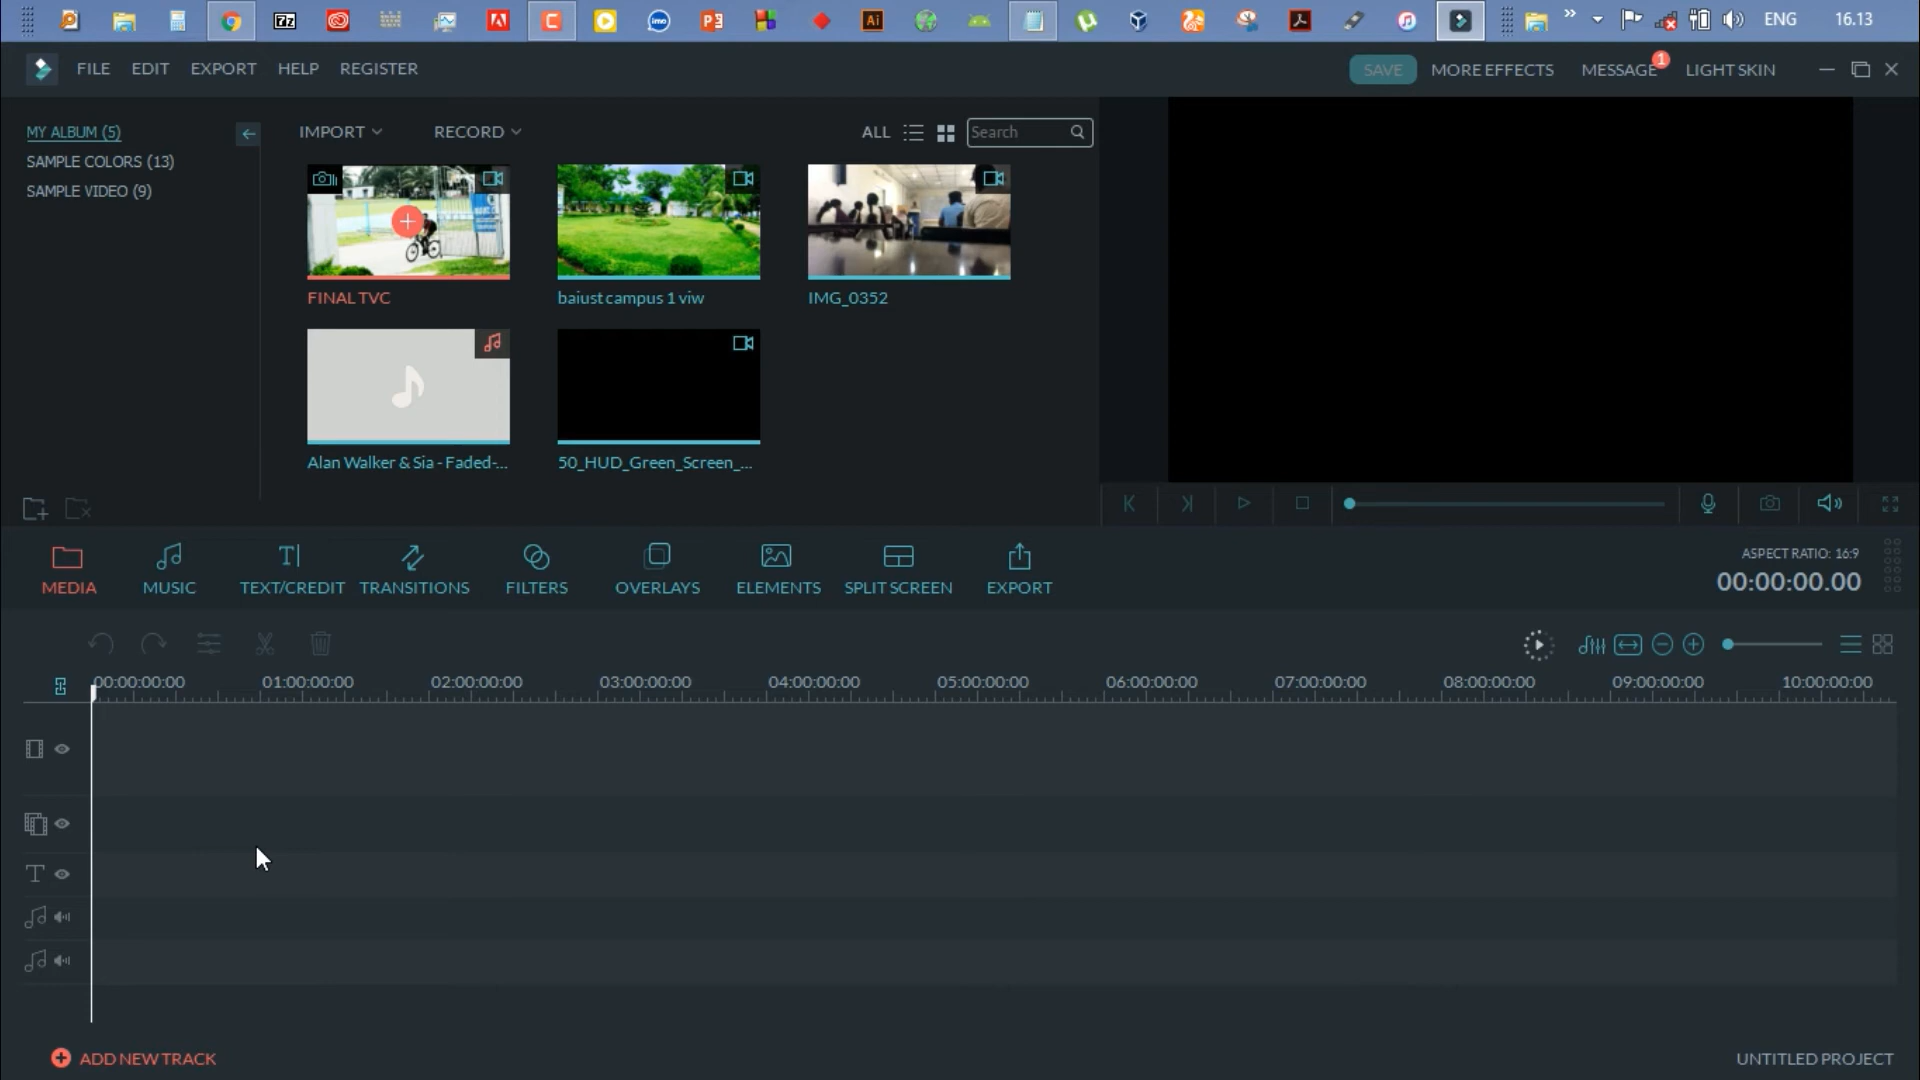 ENG 16.13
FILE EDIT EXPORT HELP REGISTER
SAVE MORE EFFECTS MESSAGE 1 LIGHT SKIN
MY ALBUM (5)
SAMPLE COLORS (13)
SAMPLE VIDEO (9)
IMPORT RECORD ALL Search
FINAL TVC baiust campus 1 viw IMG_0352
Alan Walker & Sia - Faded-... 50_HUD_Green_Screen_...
MEDIA MUSIC TEXT/CREDIT TRANSITIONS FILTERS OVERLAYS ELEMENTS SPLIT SCREEN EXPORT
ASPECT RATIO: 16:9
00:00:00.00
00:00:00:00 01:00:00:00 02:00:00:00 03:00:00:00 04:00:00:00 05:00:00:00 06:00:00:00 07:00:00:00 08:00:00:00 09:00:00:00 10:00:00:00
ADD NEW TRACK
UNTITLED PROJECT